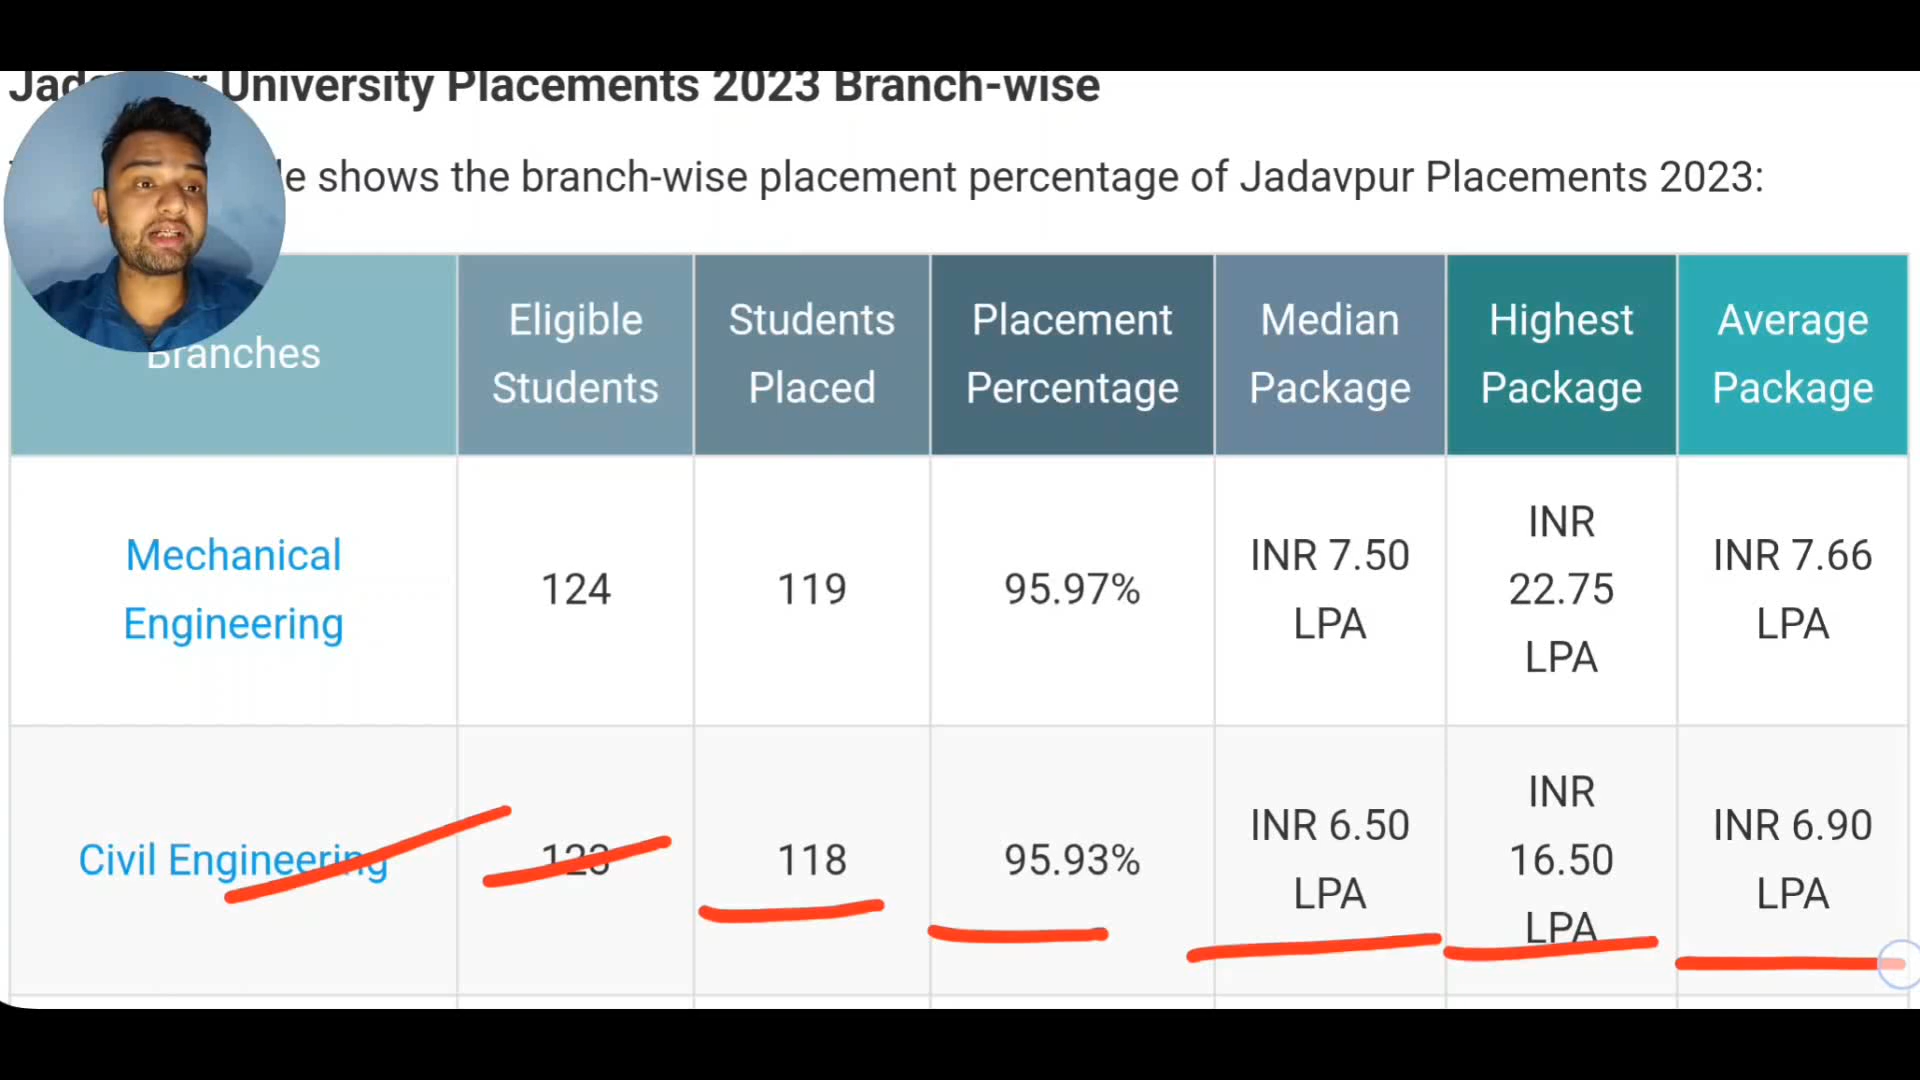 University Placements 2023 Branch-wise
shows the branch-wise placement percentage of Jadavpur Placements 2023:
Branches
Eligible
Students
Students
Placed
Placement
Percentage
Median
Package
Highest
Package
Average
Package
Mechanical
Engineering
124
119
95.97%
INR 7.50
LPA
INR
22.75
LPA
INR 7.66
LPA
Civil Engineering
123
118
95.93%
INR 6.50
LPA
INR
16.50
LPA
INR 6.90
LPA